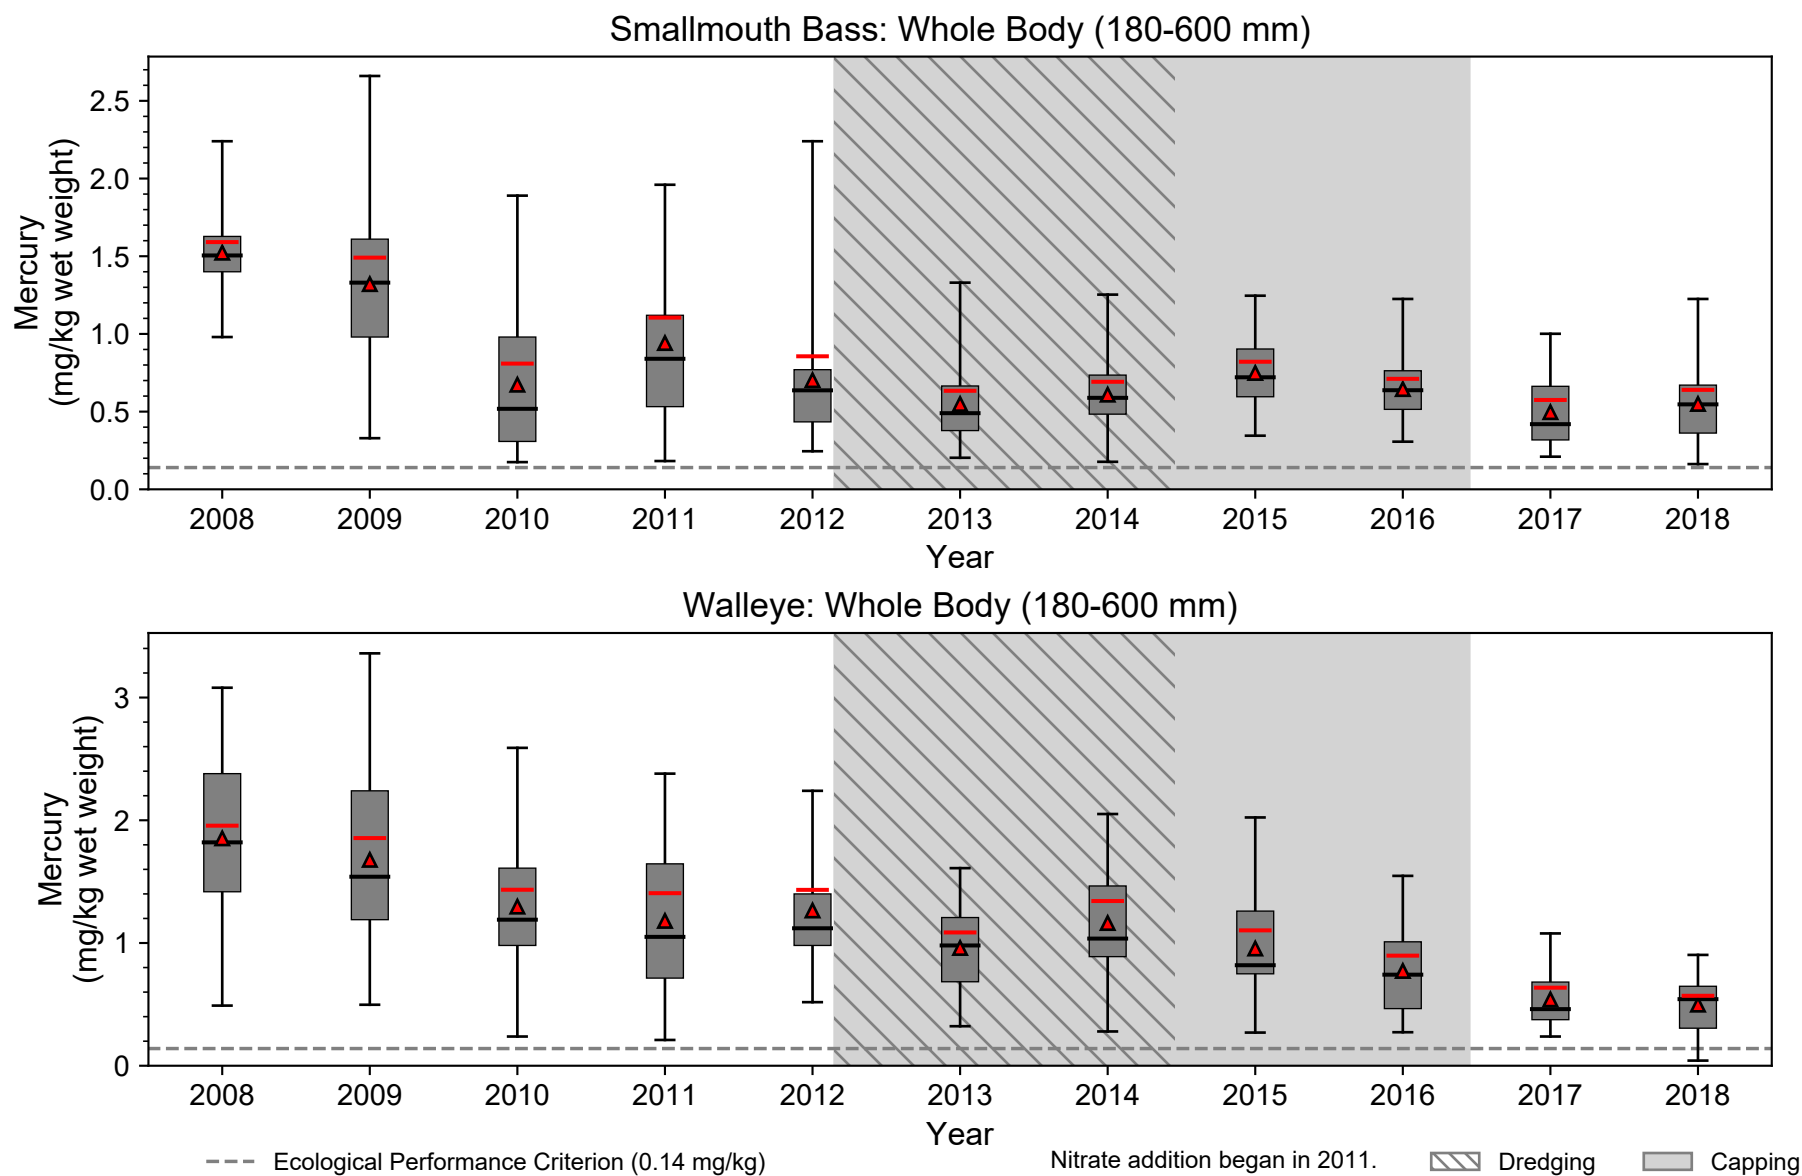 Smallmouth Bass: Whole Body (180-600 mm)
Mercury
(mg/kg wet weight)
2.5
2.0
1.5
1.0
0.5
0.0
2008 2009 2010 2011 2012 2013 2014 2015 2016 2017 2018
Year
Walleye: Whole Body (180-600 mm)
Mercury
(mg/kg wet weight)
3
2
1
0
2008 2009 2010 2011 2012 2013 2014 2015 2016 2017 2018
Year
Ecological Performance Criterion (0.14 mg/kg) Nitrate addition began in 2011. Dredging Capping